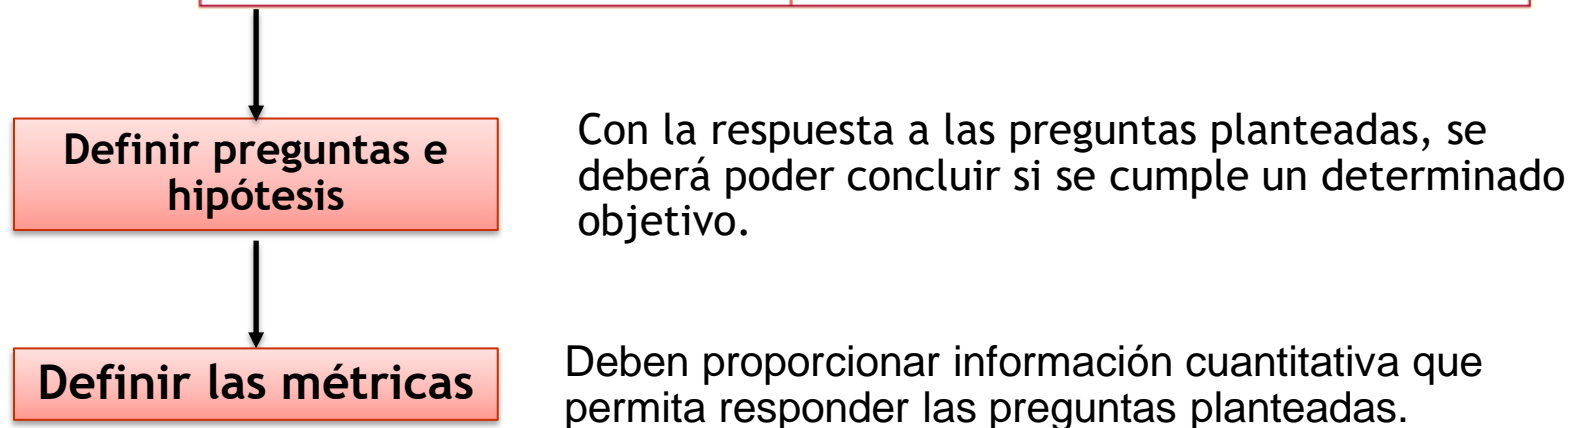 Definir preguntas e
hipótesis
Con la respuesta a las preguntas planteadas, se
deberá poder concluir si se cumple un determinado
objetivo.
Definir las métricas
Deben proporcionar información cuantitativa que
permita responder las preguntas planteadas.